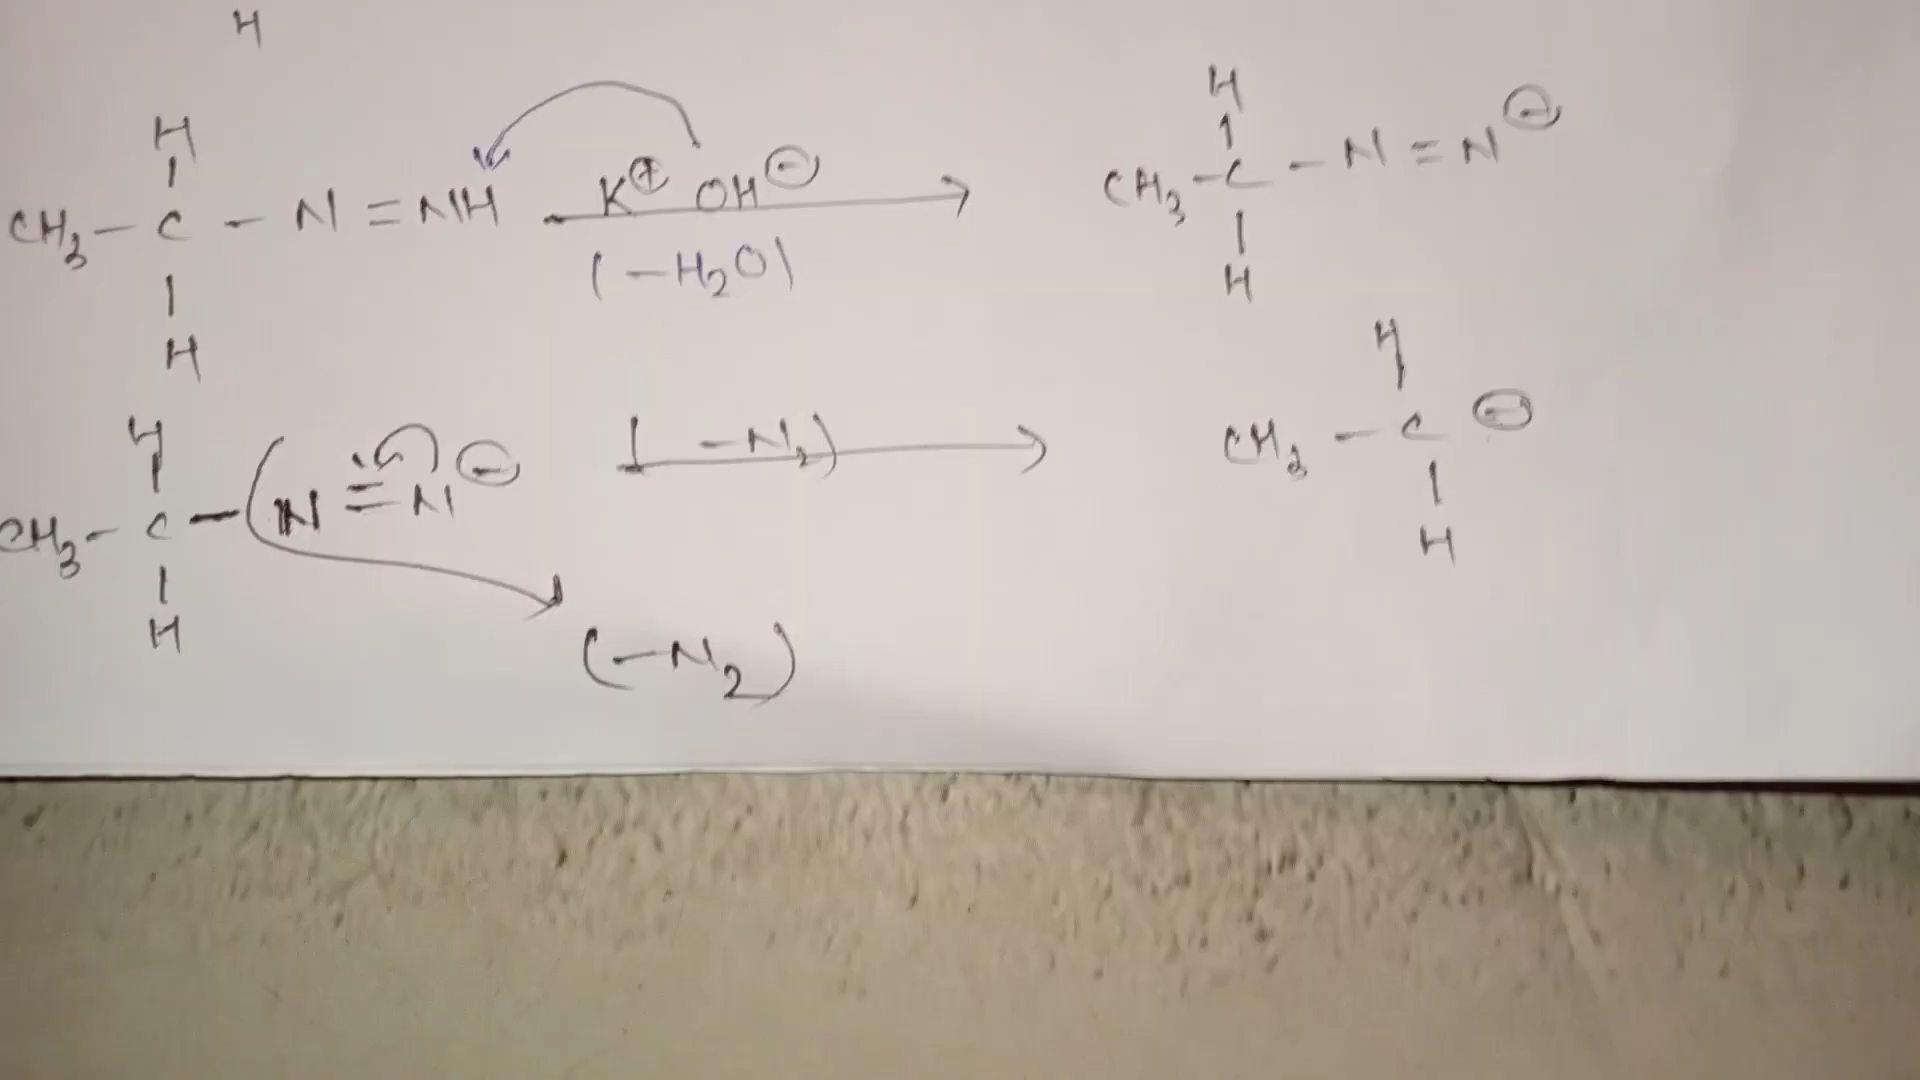 H
H
CH₃ - C - N = NH K⊕ OH⊖ → CH₃ - C - N = N⊖
(-H₂O)
H
H
H
H
CH₃ - C - (N = N⊖ (-N₂) → CH₃ - C⊖
H
H
H
(-N₂)